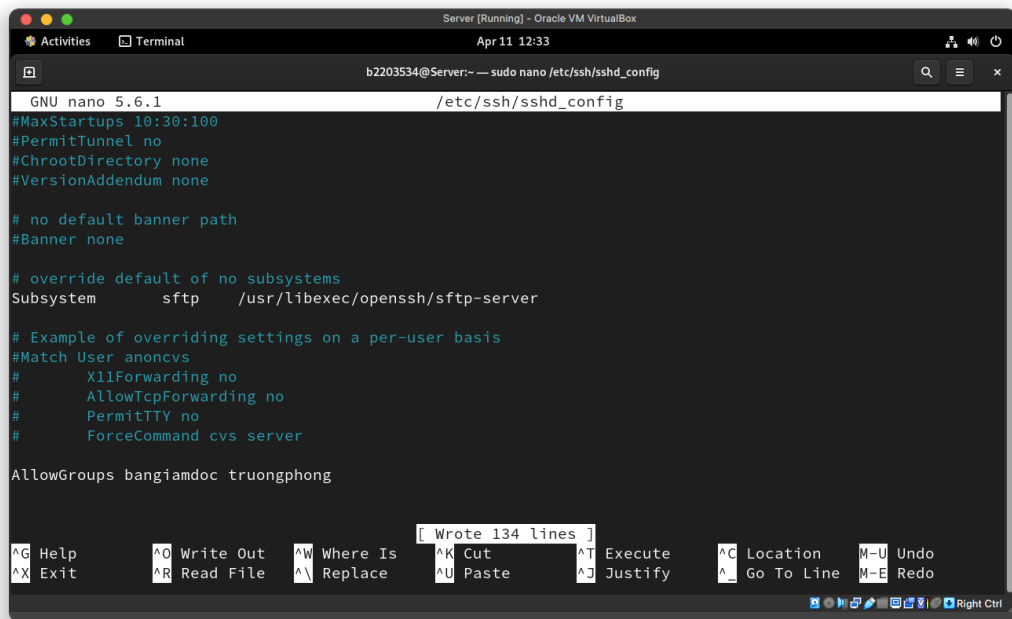 Server [Running] - Oracle VM VirtualBox
Activities Terminal Apr 11 12:33
b2203534@Server:~ — sudo nano /etc/ssh/sshd_config
GNU nano 5.6.1 /etc/ssh/sshd_config
#MaxStartups 10:30:100
#PermitTunnel no
#ChrootDirectory none
#VersionAddendum none
# no default banner path
#Banner none
# override default of no subsystems
Subsystem sftp /usr/libexec/openssh/sftp-server
# Example of overriding settings on a per-user basis
#Match User anoncvs
# X11Forwarding no
# AllowTcpForwarding no
# PermitTTY no
# ForceCommand cvs server
AllowGroups bangiamdoc truongphong
[ Wrote 134 lines ]
^G Help ^O Write Out ^W Where Is ^K Cut ^T Execute ^C Location M-U Undo
^X Exit ^R Read File ^\ Replace ^U Paste ^J Justify ^_ Go To Line M-E Redo
Right Ctrl